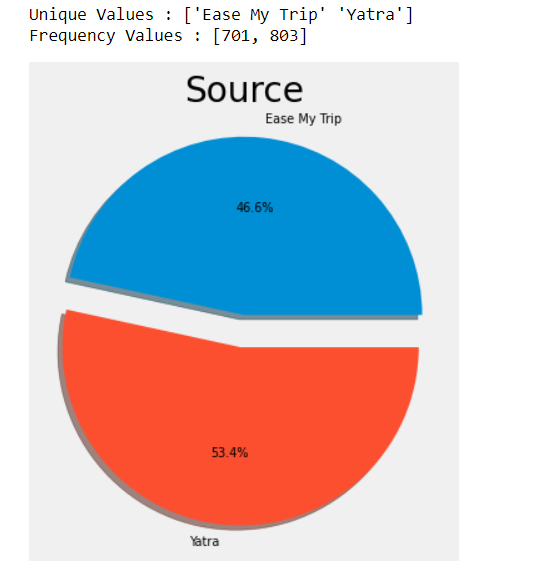 Unique Values : ['Ease My Trip' 'Yatra']
Frequency Values : [701, 803]
Source
Ease My Trip
46.6%
53.4%
Yatra